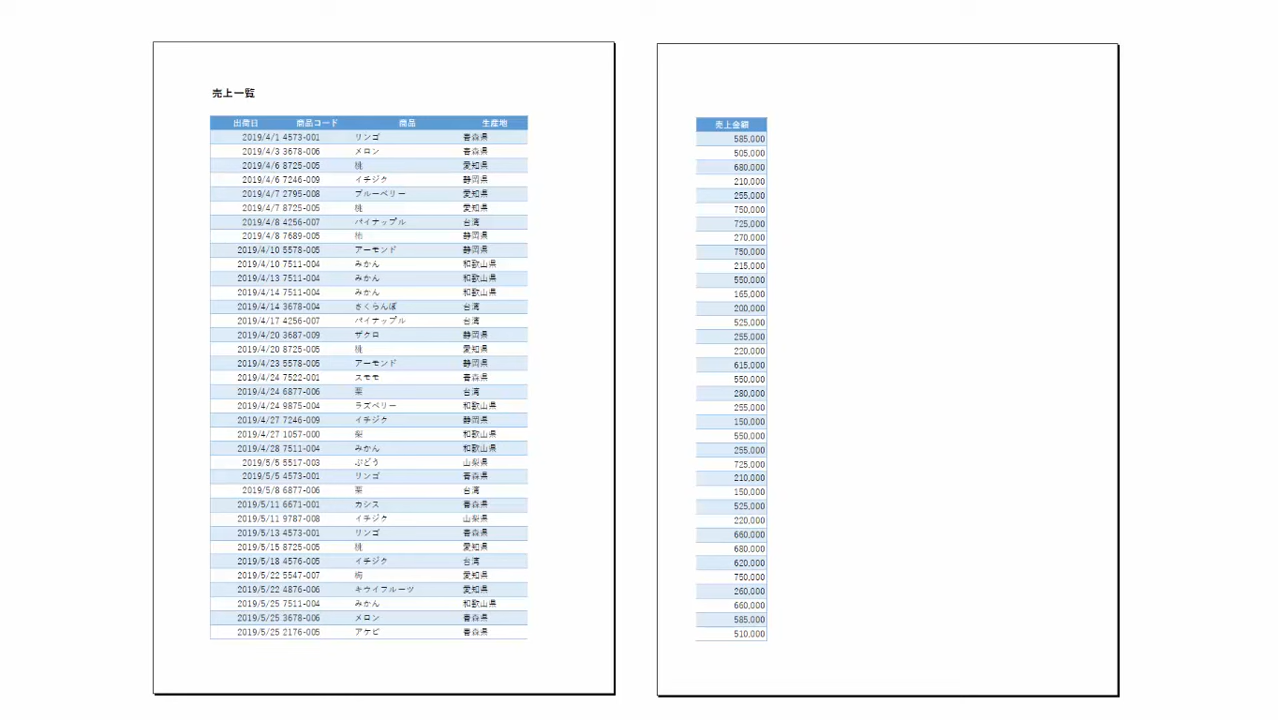 売上一覧
出荷日 商品コード 商品 生産地
2019/4/1 4573-001 リンゴ 青森県
2019/4/3 3678-006 メロン 青森県
2019/4/6 8725-005 桃 愛知県
2019/4/6 7246-009 イチジク 静岡県
2019/4/7 2795-008 ブルーベリー 愛知県
2019/4/7 8725-005 桃 愛知県
2019/4/8 4256-007 パイナップル 台湾
2019/4/8 7689-005 柿 静岡県
2019/4/10 5578-005 アーモンド 静岡県
2019/4/10 7511-004 みかん 和歌山県
2019/4/13 7511-004 みかん 和歌山県
2019/4/14 7511-004 みかん 和歌山県
2019/4/14 3678-004 さくらんぼ 台湾
2019/4/17 4256-007 パイナップル 台湾
2019/4/20 3687-009 ザクロ 静岡県
2019/4/20 8725-005 桃 愛知県
2019/4/23 5578-005 アーモンド 静岡県
2019/4/24 7522-001 スモモ 青森県
2019/4/24 6877-006 栗 台湾
2019/4/24 9875-004 ラズベリー 和歌山県
2019/4/27 7246-009 イチジク 静岡県
2019/4/27 1057-000 梨 和歌山県
2019/4/28 7511-004 みかん 和歌山県
2019/5/5 5517-003 ぶどう 山梨県
2019/5/5 4573-001 リンゴ 青森県
2019/5/8 6877-006 栗 台湾
2019/5/11 6671-001 カシス 青森県
2019/5/11 9787-008 イチジク 山梨県
2019/5/13 4573-001 リンゴ 青森県
2019/5/15 8725-005 桃 愛知県
2019/5/18 4576-005 イチジク 台湾
2019/5/22 5547-007 梅 愛知県
2019/5/22 4876-006 キウイフルーツ 愛知県
2019/5/25 7511-004 みかん 和歌山県
2019/5/25 3678-006 メロン 青森県
2019/5/25 2176-005 アケビ 青森県
売上金額
585,000
505,000
680,000
210,000
255,000
750,000
725,000
270,000
780,000
215,000
550,000
165,000
200,000
525,000
255,000
220,000
615,000
550,000
280,000
255,000
150,000
550,000
255,000
725,000
210,000
150,000
525,000
220,000
660,000
680,000
620,000
750,000
260,000
660,000
585,000
510,000